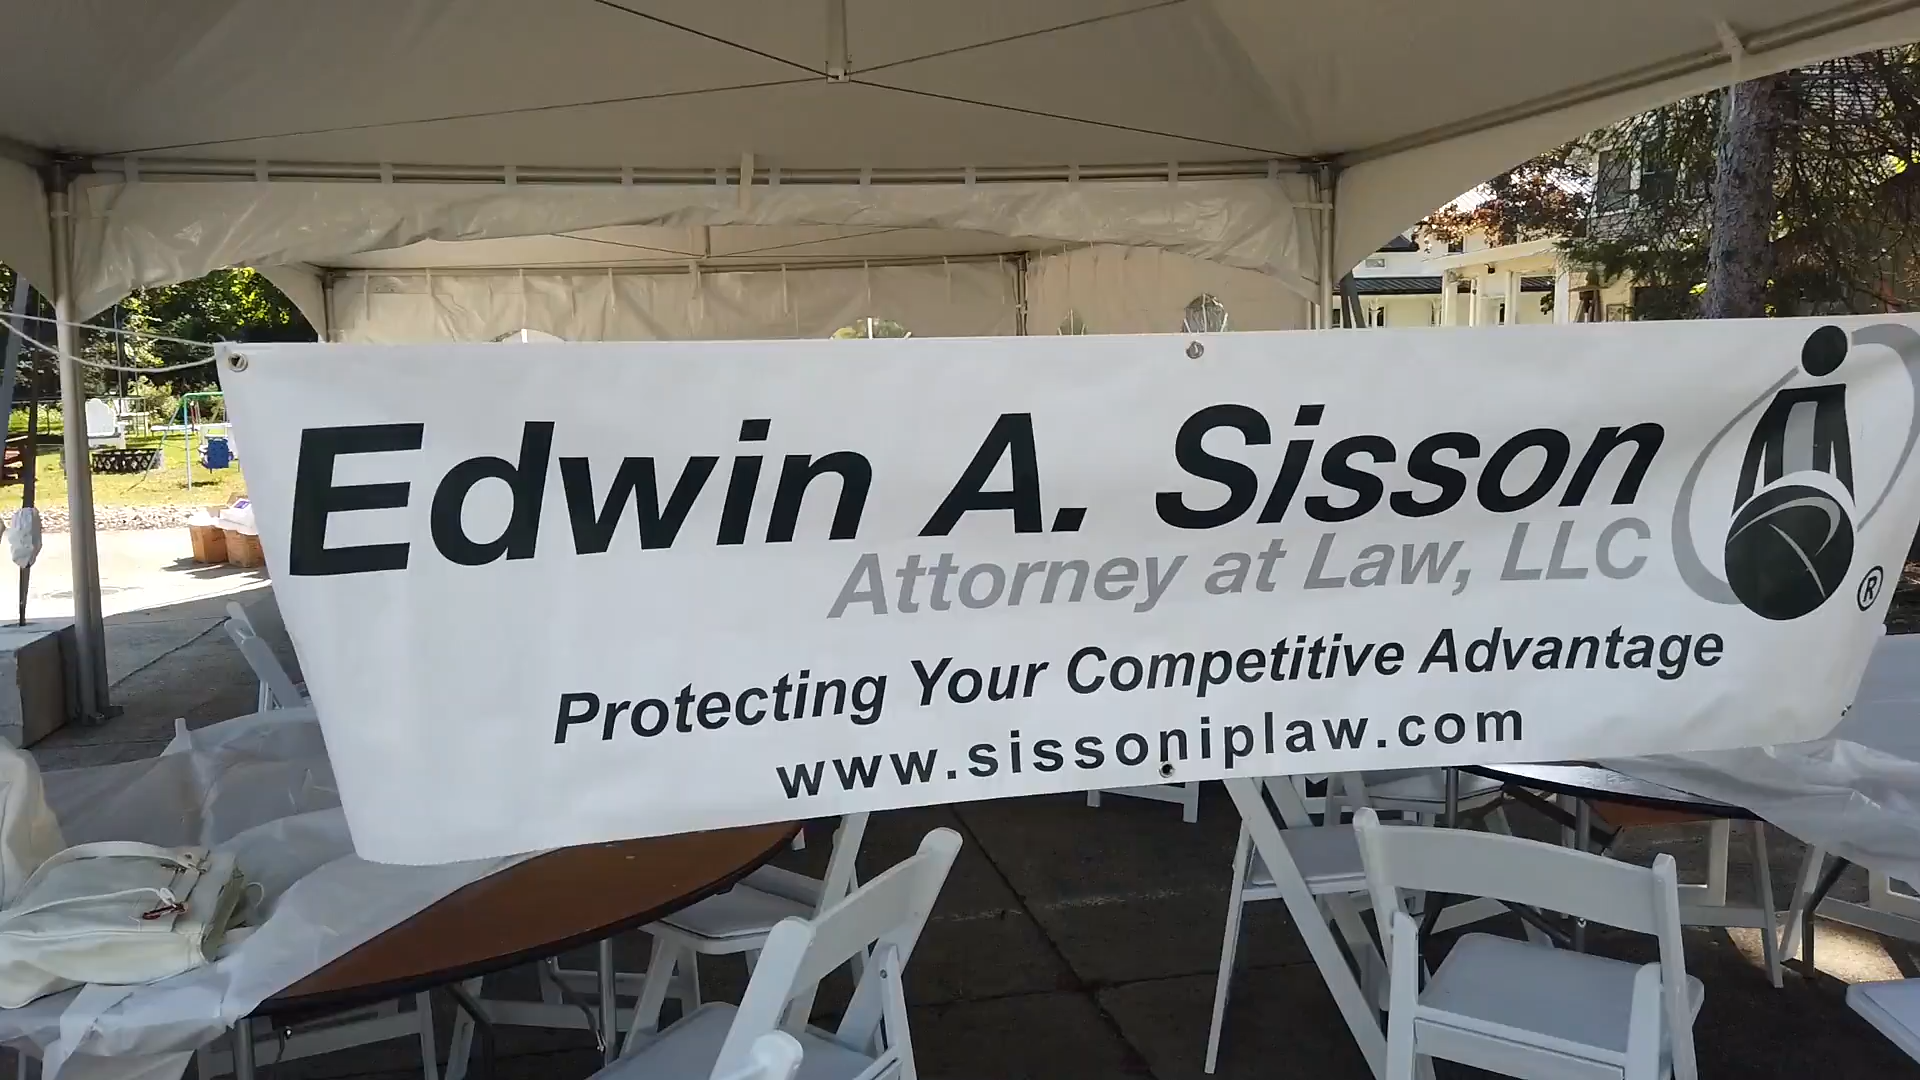 Edwin A. Sisson
Attorney at Law, LLC
®
Protecting Your Competitive Advantage
www.sissoniplaw.com